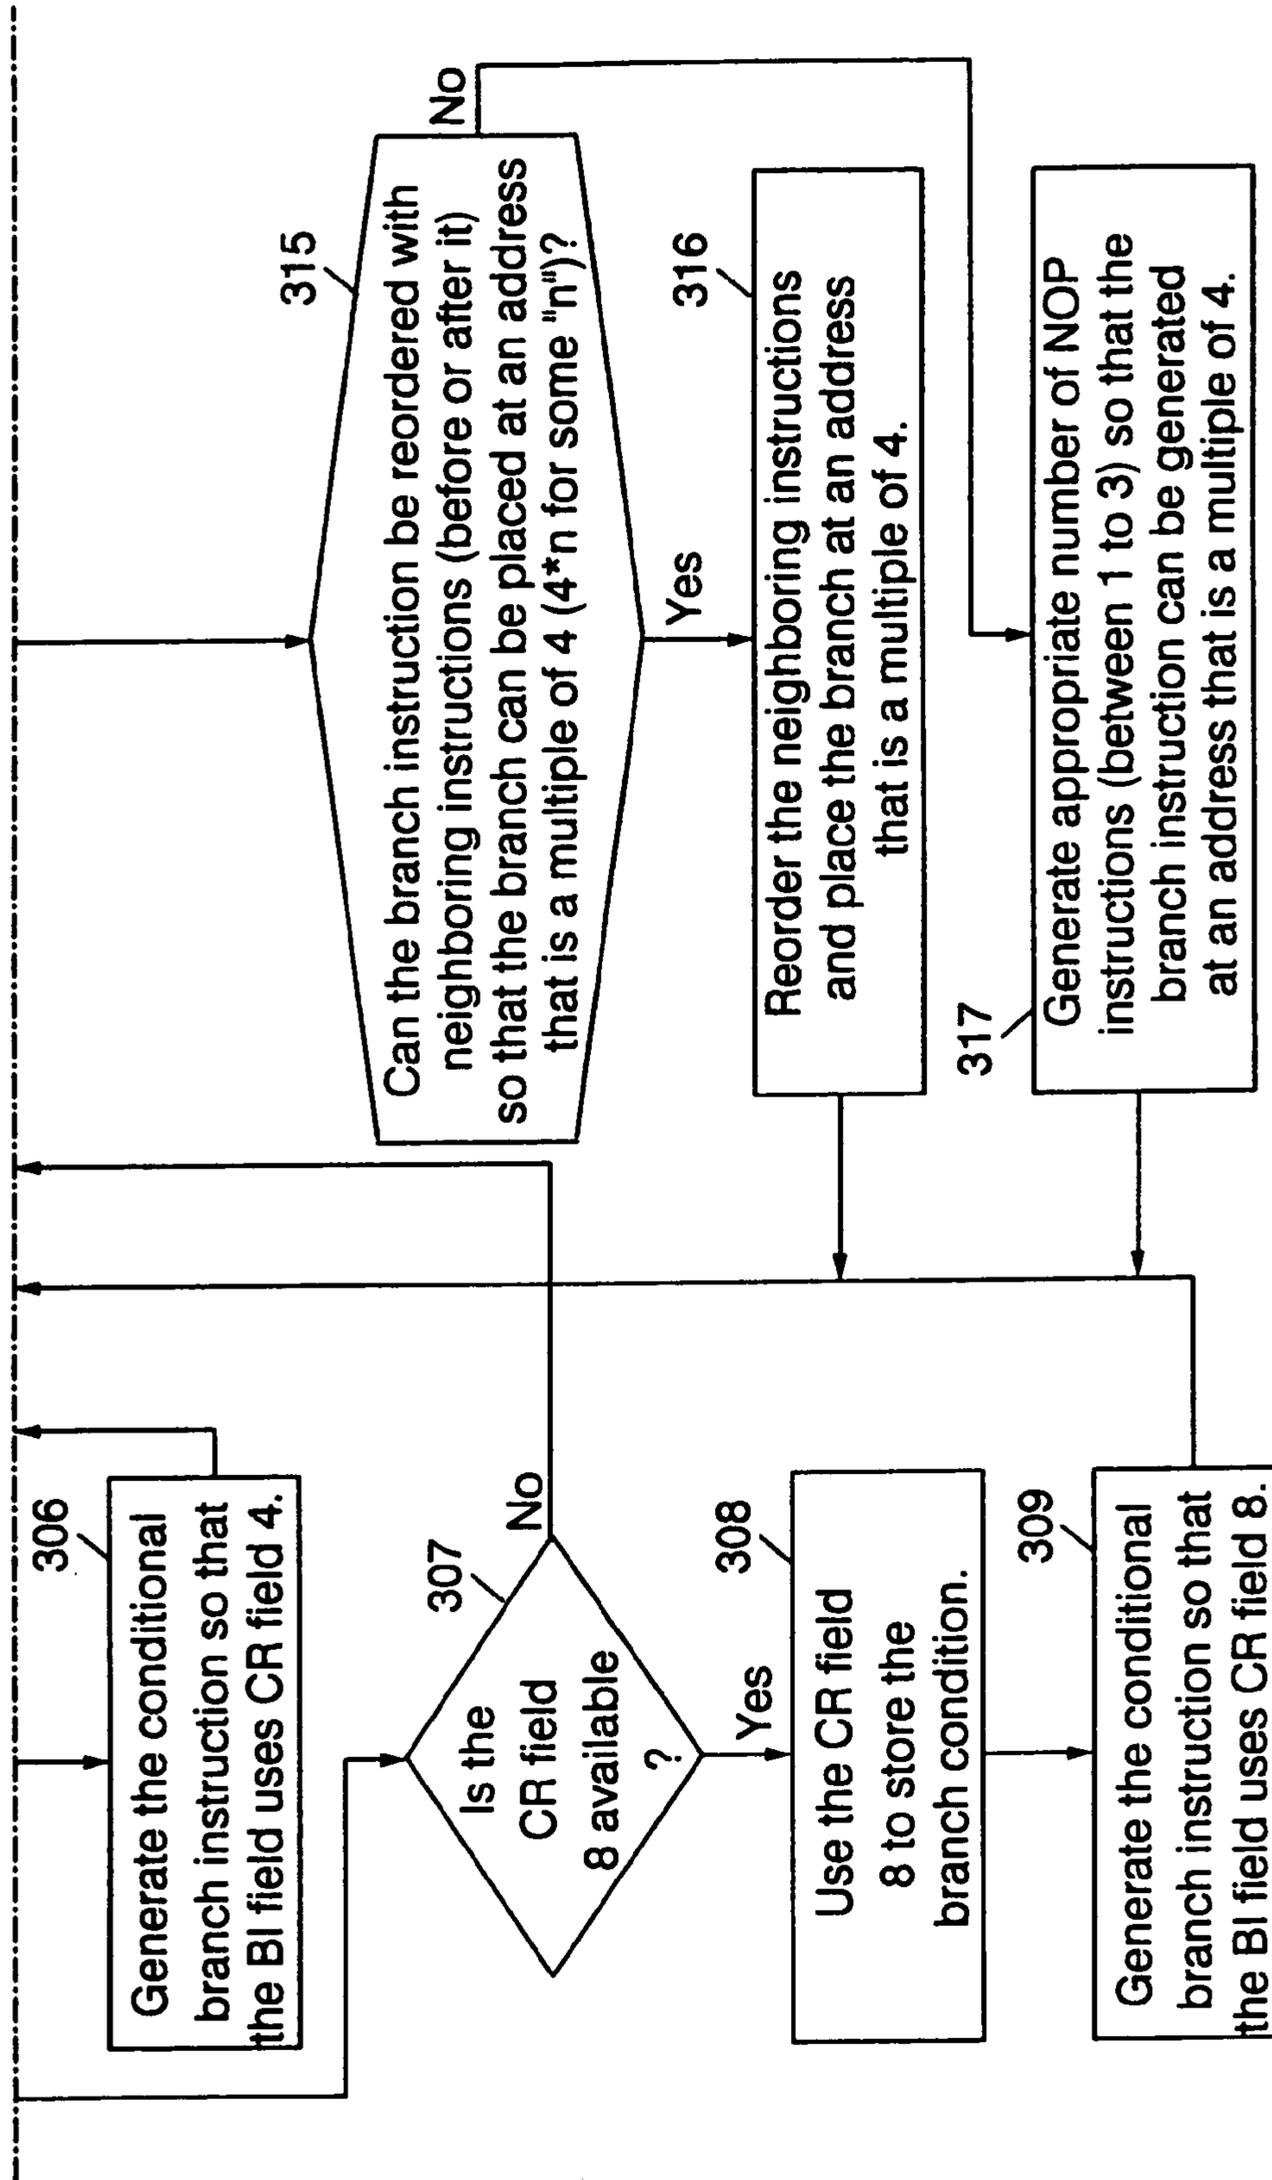 306
Generate the conditional
branch instruction so that
the BI field uses CR field 4.
307
Is the
CR field
8 available
?
No
Yes
308
Use the CR field
8 to store the
branch condition.
309
Generate the conditional
branch instruction so that
the BI field uses CR field 8.
315
Can the branch instruction be reordered with
neighboring instructions (before or after it)
so that the branch can be placed at an address
that is a multiple of 4 (4*n for some "n")?
No
Yes
316
Reorder the neighboring instructions
and place the branch at an address
that is a multiple of 4.
317
Generate appropriate number of NOP
instructions (between 1 to 3) so that the
branch instruction can be generated
at an address that is a multiple of 4.